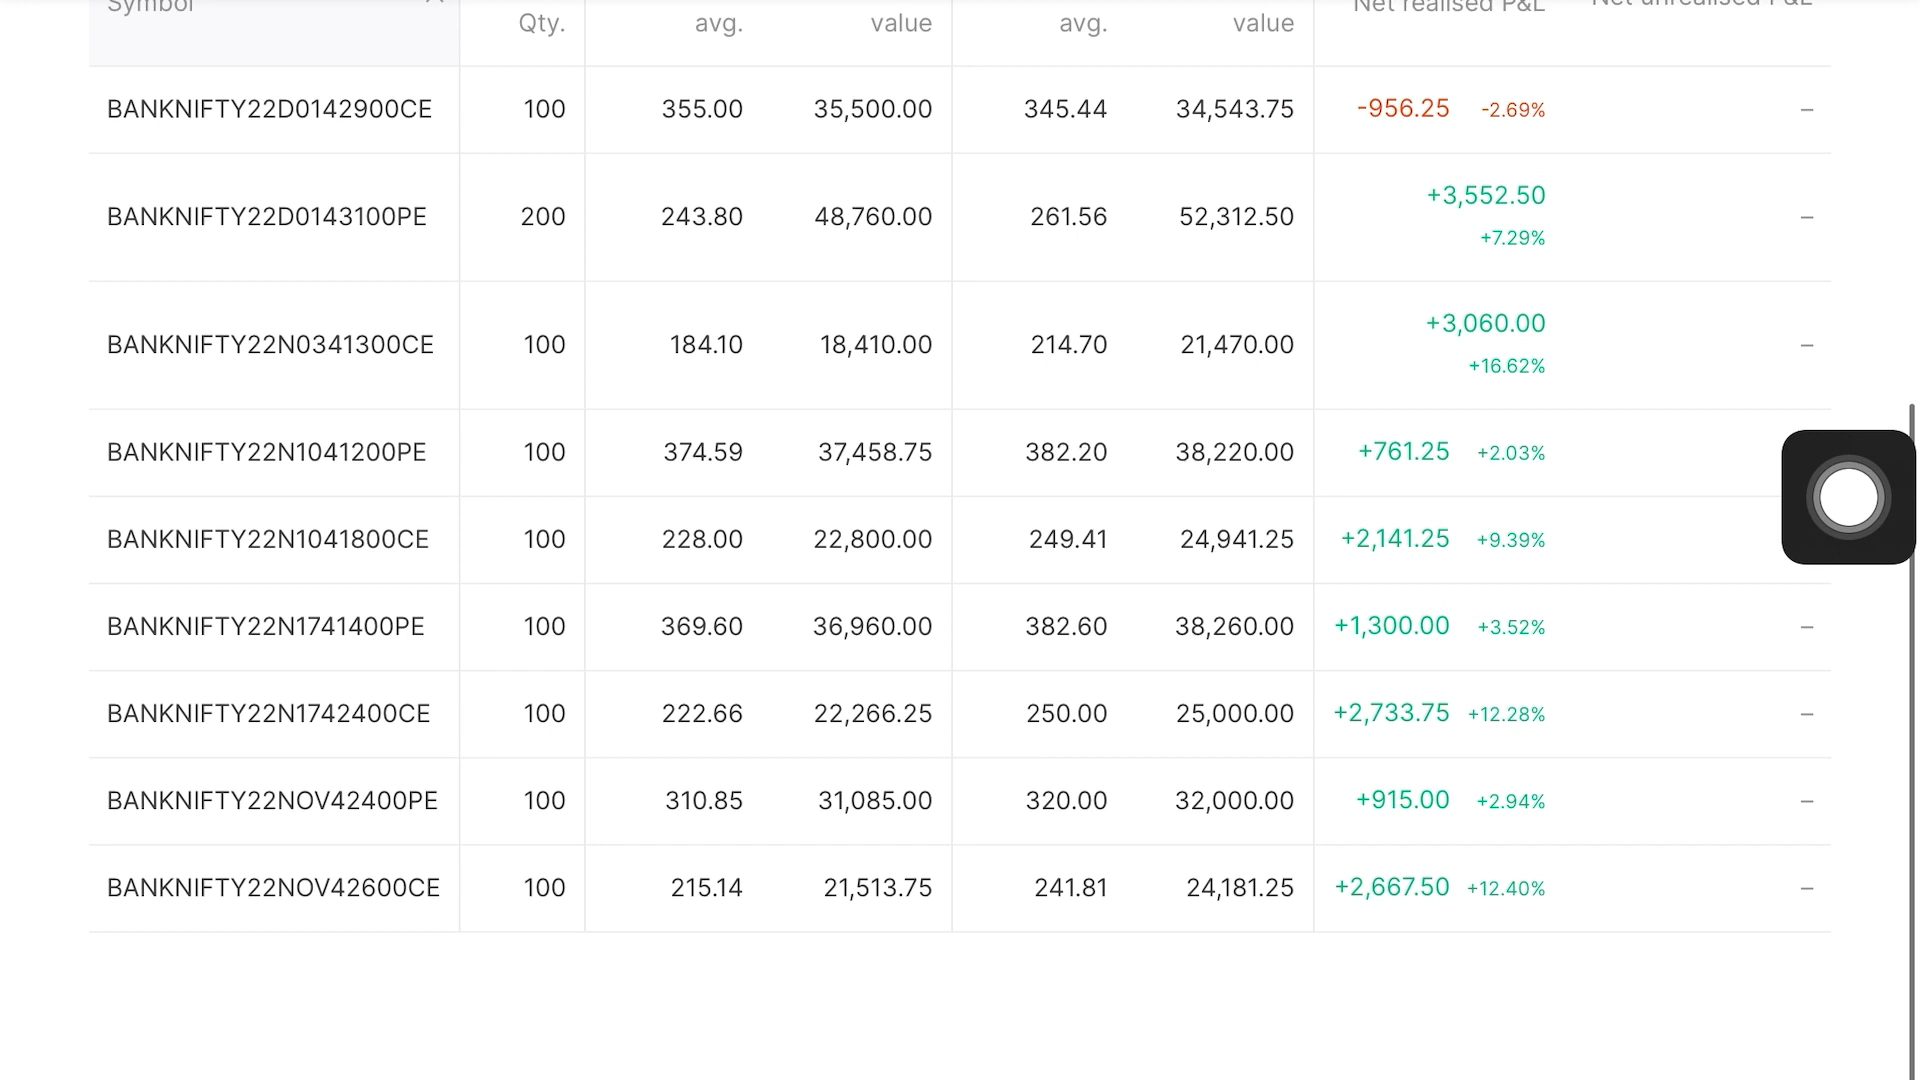 Symbol Net realised P&L Net unrealised P&L
Qty. avg. value avg. value
BANKNIFTY22D0142900CE 100 355.00 35,500.00 345.44 34,543.75 -956.25 -2.69% –
BANKNIFTY22D0143100PE 200 243.80 48,760.00 261.56 52,312.50 +3,552.50 –
+7.29%
BANKNIFTY22N0341300CE 100 184.10 18,410.00 214.70 21,470.00 +3,060.00 –
+16.62%
BANKNIFTY22N1041200PE 100 374.59 37,458.75 382.20 38,220.00 +761.25 +2.03%
BANKNIFTY22N1041800CE 100 228.00 22,800.00 249.41 24,941.25 +2,141.25 +9.39%
BANKNIFTY22N1741400PE 100 369.60 36,960.00 382.60 38,260.00 +1,300.00 +3.52% –
BANKNIFTY22N1742400CE 100 222.66 22,266.25 250.00 25,000.00 +2,733.75 +12.28% –
BANKNIFTY22NOV42400PE 100 310.85 31,085.00 320.00 32,000.00 +915.00 +2.94% –
BANKNIFTY22NOV42600CE 100 215.14 21,513.75 241.81 24,181.25 +2,667.50 +12.40% –